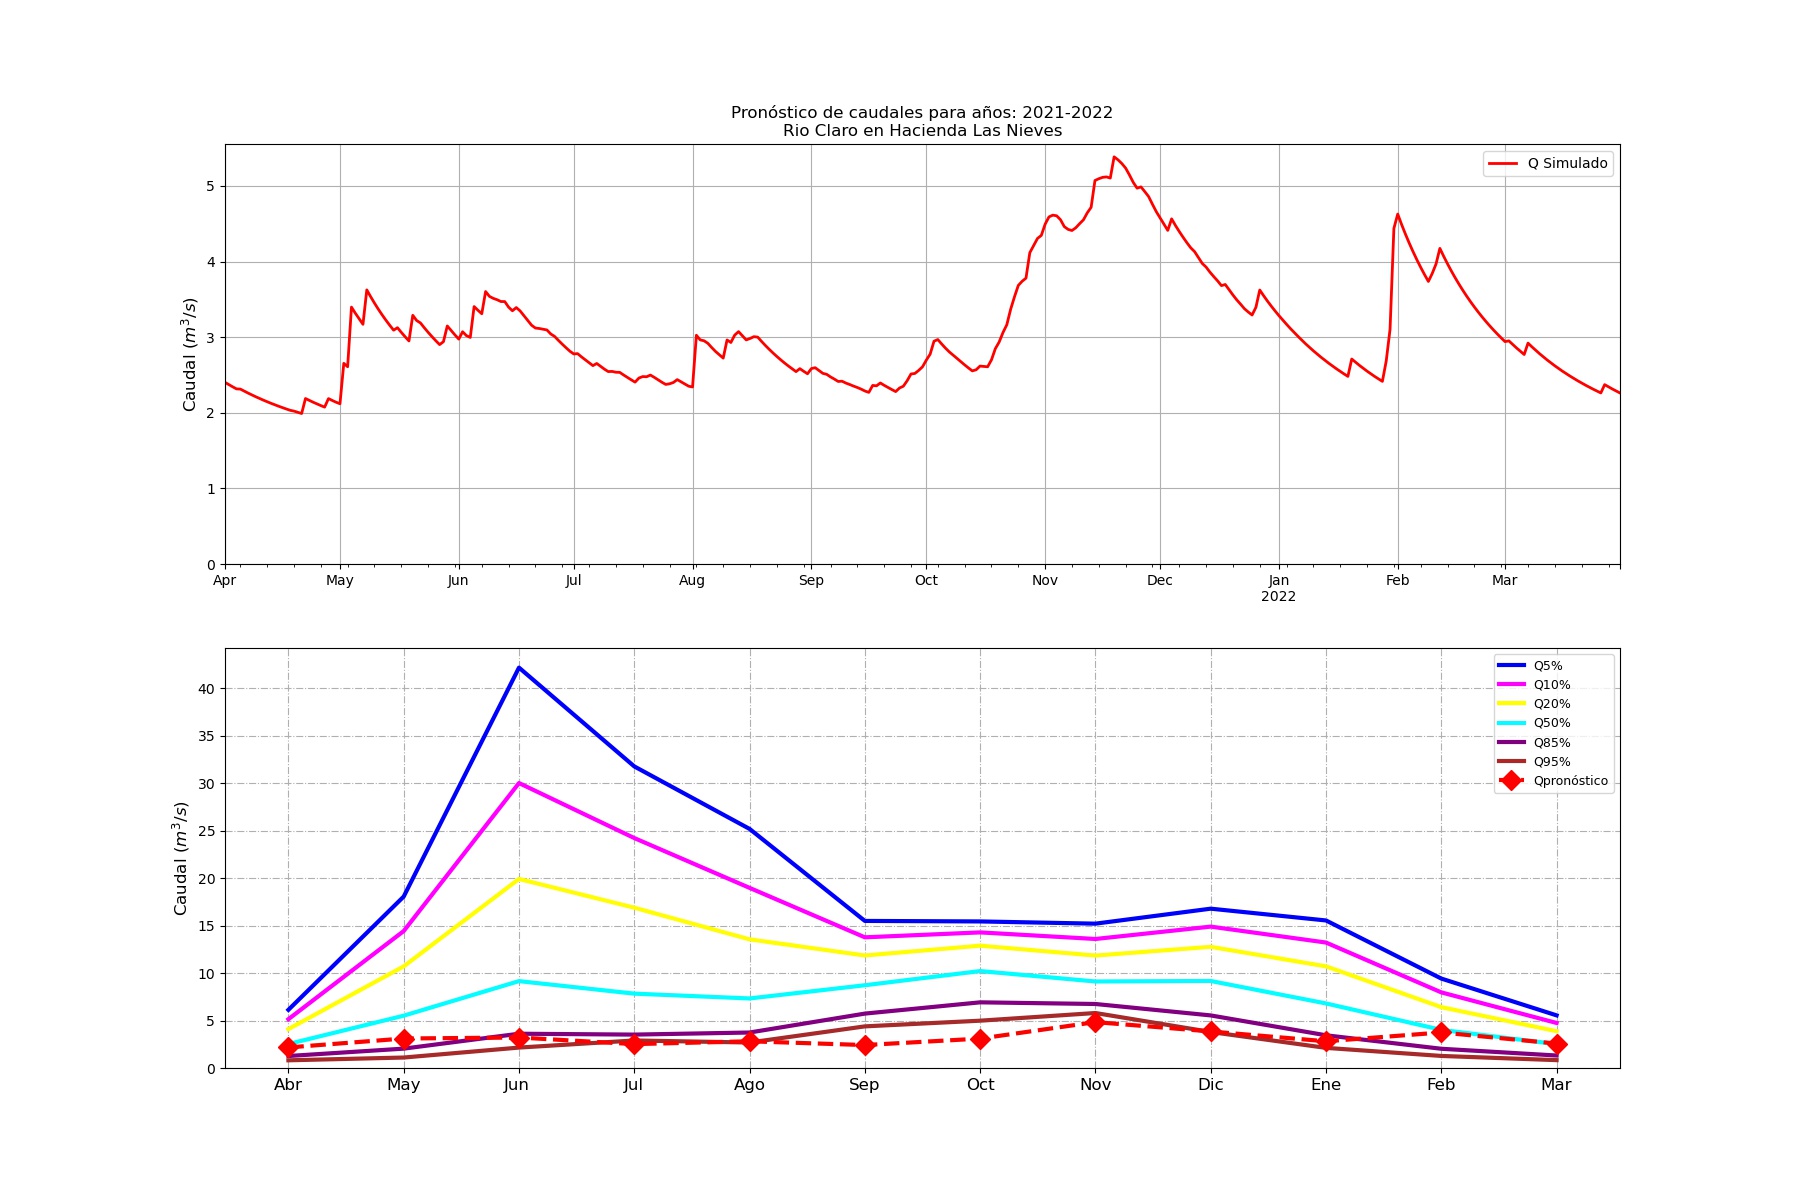 Pronóstico de caudales para años: 2021-2022
Rio Claro en Hacienda Las Nieves
Q Simulado
Caudal (m³/s)
5
4
3
2
1
0
Apr May Jun Jul Aug Sep Oct Nov Dec Jan Feb Mar
2022
Q5%
Q10%
Q20%
Q50%
Q85%
Q95%
Qpronóstico
Caudal (m³/s)
40
35
30
25
20
15
10
5
0
Abr May Jun Jul Ago Sep Oct Nov Dic Ene Feb Mar